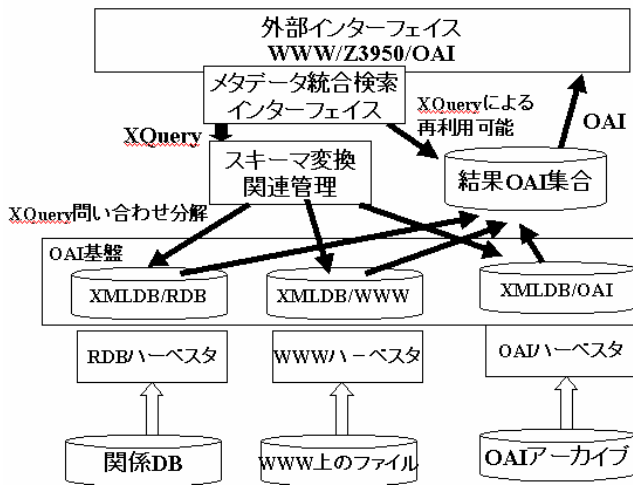 外部インターフェイス
WWW/Z3950/OAI
メタデータ統合検索
インターフェイス
XQueryによる
再利用可能
OAI
XQuery
スキーマ変換
関連管理
結果OAI集合
XQuery問い合わせ分解
OAI基盤
XMLDB/RDB
XMLDB/WWW
XMLDB/OAI
RDBハーベスタ
WWWハーベスタ
OAIハーベスタ
関係DB
WWW上のファイル
OAIアーカイブ